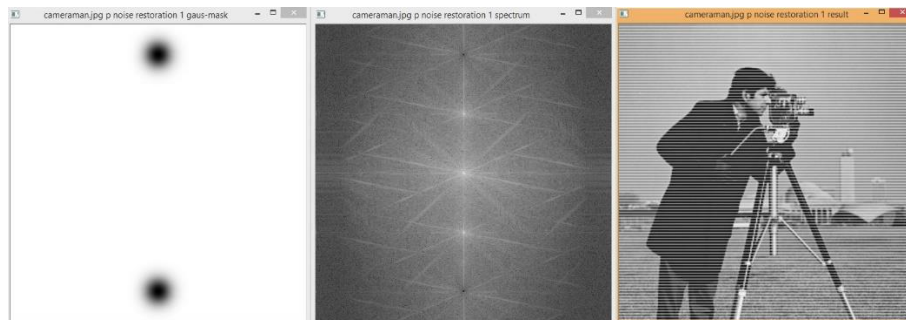 cameraman.jpg p noise restoration 1 gaus-mask
cameraman.jpg p noise restoration 1 spectrum
cameraman.jpg p noise restoration 1 result